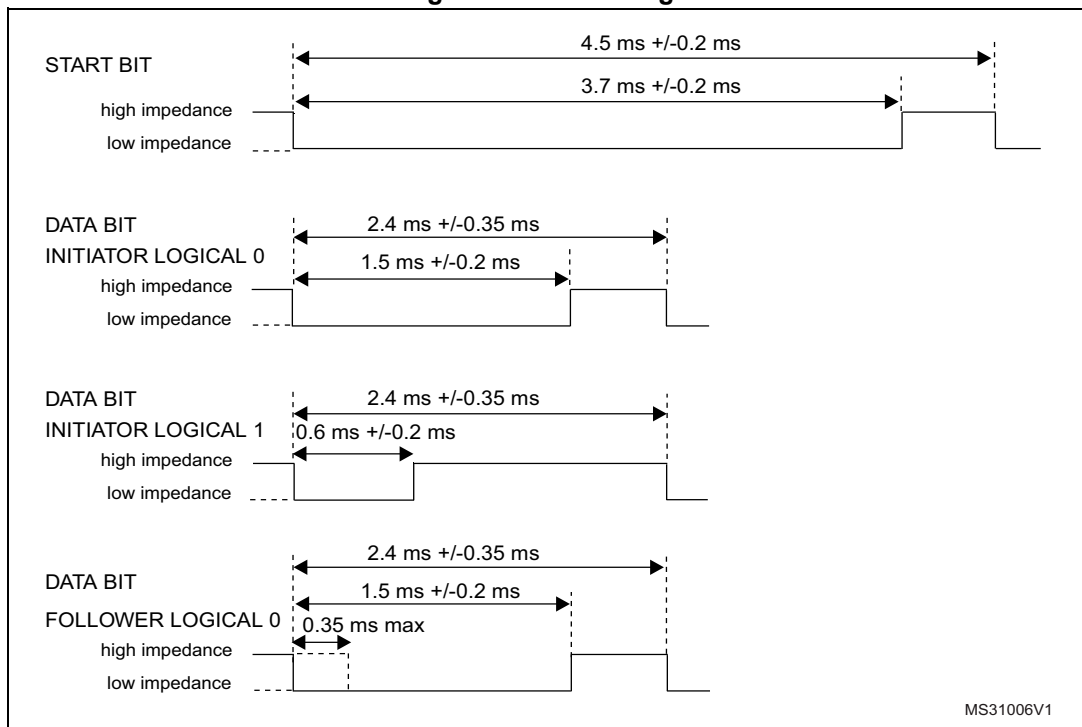 START BIT
4.5 ms +/-0.2 ms
3.7 ms +/-0.2 ms
high impedance
low impedance
DATA BIT
INITIATOR LOGICAL 0
2.4 ms +/-0.35 ms
1.5 ms +/-0.2 ms
high impedance
low impedance
DATA BIT
INITIATOR LOGICAL 1
2.4 ms +/-0.35 ms
0.6 ms +/-0.2 ms
high impedance
low impedance
DATA BIT
FOLLOWER LOGICAL 0
2.4 ms +/-0.35 ms
1.5 ms +/-0.2 ms
0.35 ms max
high impedance
low impedance
MS31006V1